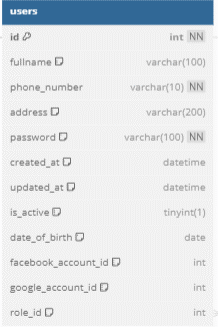 users
id int NN
fullname varchar(100)
phone_number varchar(10) NN
address varchar(200)
password varchar(100) NN
created_at datetime
updated_at datetime
is_active tinyint(1)
date_of_birth date
facebook_account_id int
google_account_id int
role_id int